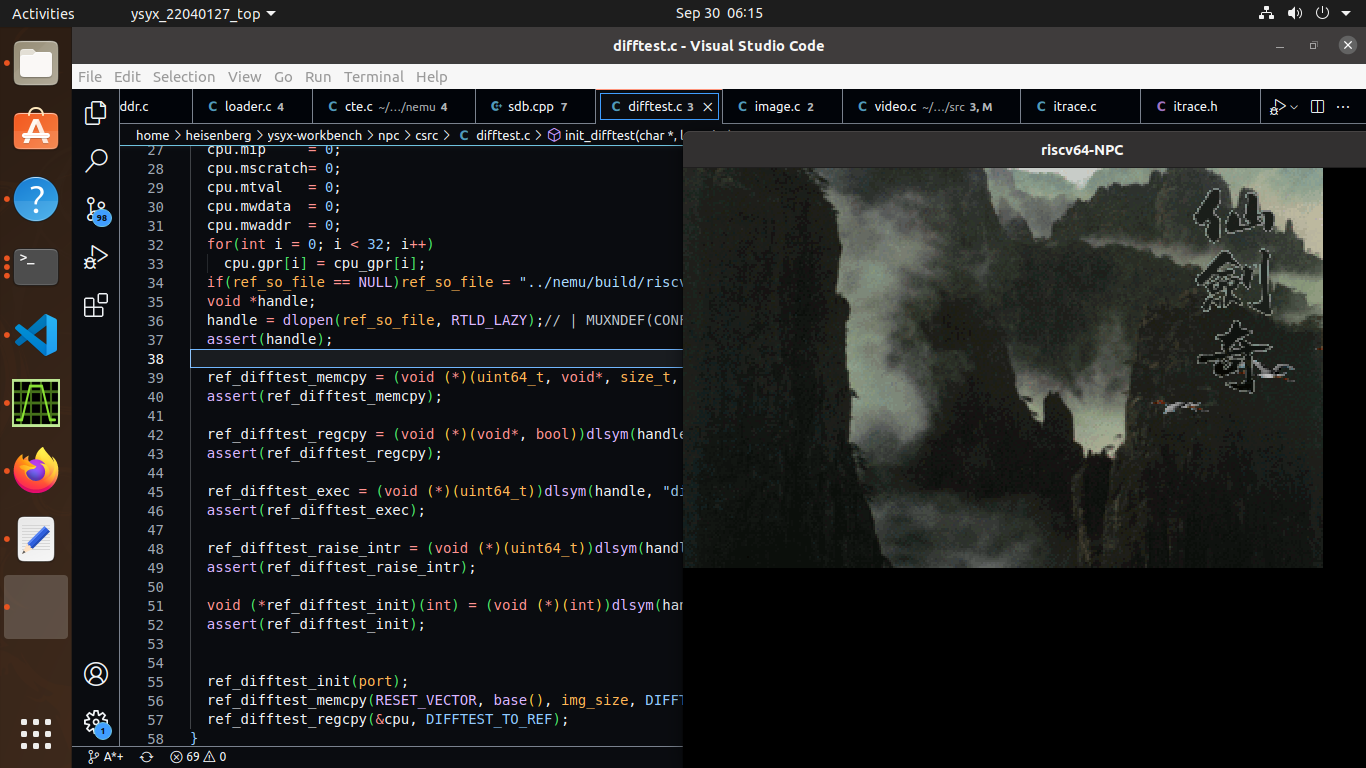 Activities
ysyx_22040127_top
Sep 30 06:15
difftest.c - Visual Studio Code
File Edit Selection View Go Run Terminal Help
ddr.c
loader.c 4
cte.c ~/.../nemu 4
sdb.cpp 7
difftest.c 3
image.c 2
video.c ~/.../src 3, M
itrace.c
itrace.h
home > heisenberg > ysyx-workbench > npc > csrc > difftest.c > init_difftest(char *,
27 cpu.mip = 0;
28 cpu.mscratch= 0;
29 cpu.mtval = 0;
30 cpu.mwdata = 0;
31 cpu.mwaddr = 0;
32 for(int i = 0; i < 32; i++)
33 cpu.gpr[i] = cpu_gpr[i];
34 if(ref_so_file == NULL)ref_so_file = "../nemu/build/riscv
35 void *handle;
36 handle = dlopen(ref_so_file, RTLD_LAZY);// | MUXNDEF(CONF
37 assert(handle);
38
39 ref_difftest_memcpy = (void (*)(uint64_t, void*, size_t,
40 assert(ref_difftest_memcpy);
41
42 ref_difftest_regcpy = (void (*)(void*, bool))dlsym(handle
43 assert(ref_difftest_regcpy);
44
45 ref_difftest_exec = (void (*)(uint64_t))dlsym(handle, "di
46 assert(ref_difftest_exec);
47
48 ref_difftest_raise_intr = (void (*)(uint64_t))dlsym(handl
49 assert(ref_difftest_raise_intr);
50
51 void (*ref_difftest_init)(int) = (void (*)(int))dlsym(han
52 assert(ref_difftest_init);
53
54
55 ref_difftest_init(port);
56 ref_difftest_memcpy(RESET_VECTOR, base(), img_size, DIFFT
57 ref_difftest_regcpy(&cpu, DIFFTEST_TO_REF);
58 }
riscv64-NPC
仙
劍
奇
98
1
A*+
69
0